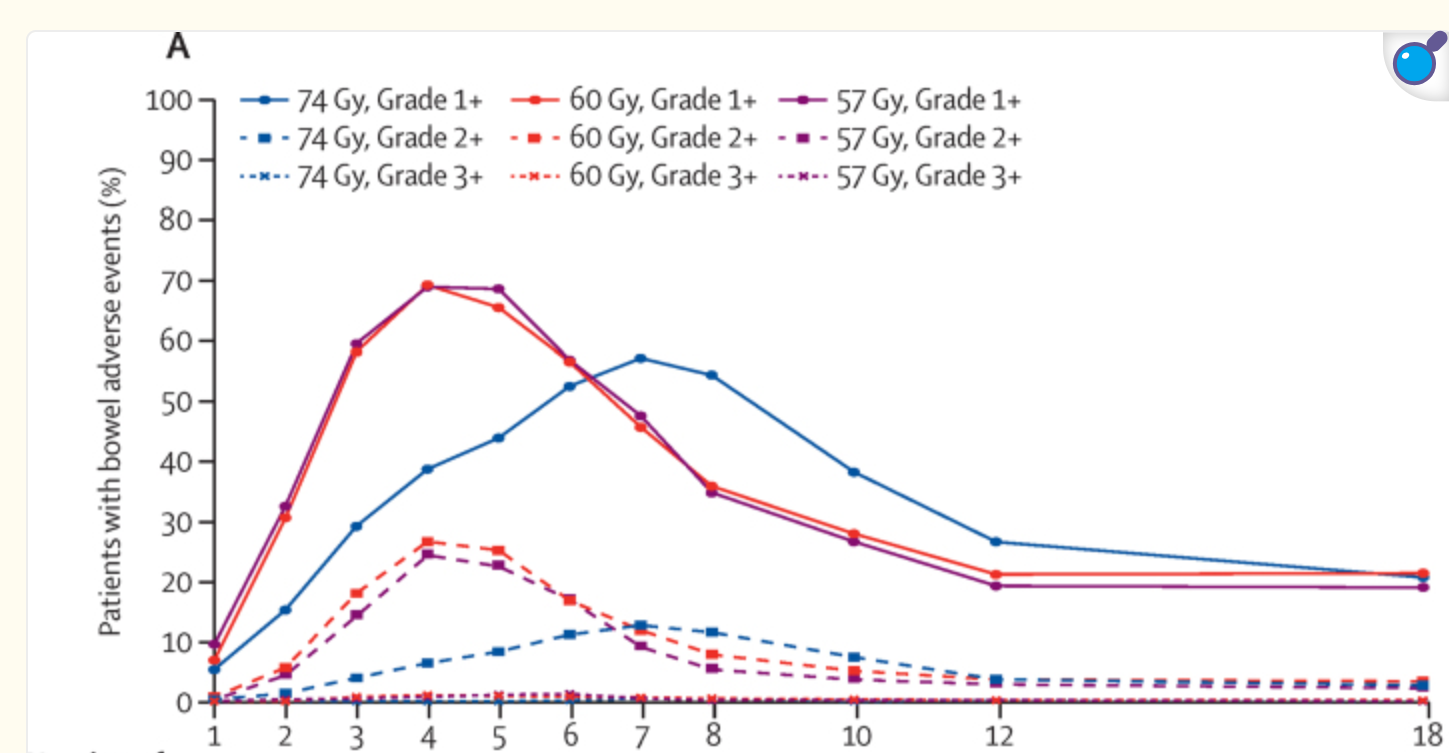 A
100 74 Gy, Grade 1+ 60 Gy, Grade 1+ 57 Gy, Grade 1+
74 Gy, Grade 2+ 60 Gy, Grade 2+ 57 Gy, Grade 2+
90
74 Gy, Grade 3+ 60 Gy, Grade 3+ 57 Gy, Grade 3+
80
70
60
50
40
30
20
10
0
Patients with bowel adverse events (%)
1 2 3 4 5 6 7 8 10 12 18